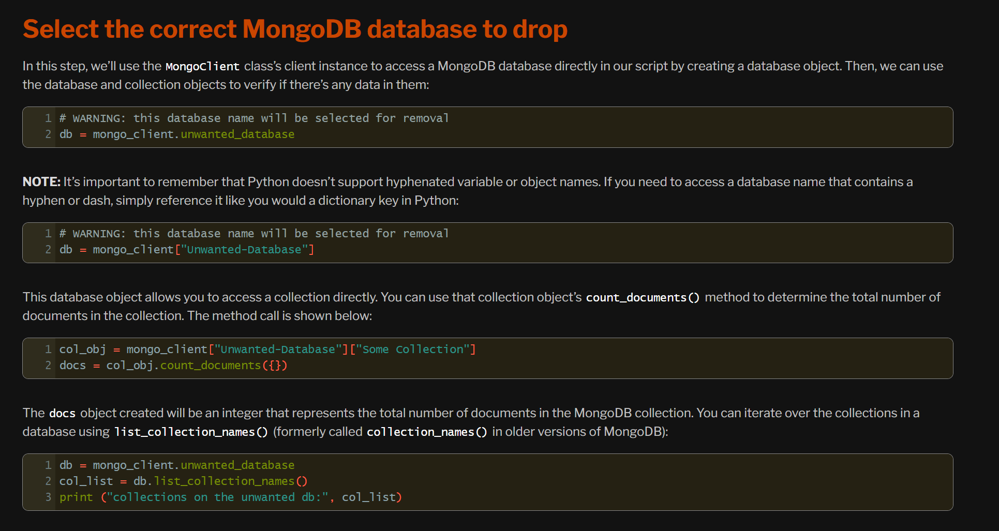 Select the correct MongoDB database to drop
In this step, we’ll use the MongoClient class’s client instance to access a MongoDB database directly in our script by creating a database object. Then, we can use
the database and collection objects to verify if there’s any data in them:
1 # WARNING: this database name will be selected for removal
2 db = mongo_client.unwanted_database
NOTE: It’s important to remember that Python doesn’t support hyphenated variable or object names. If you need to access a database name that contains a
hyphen or dash, simply reference it like you would a dictionary key in Python:
1 # WARNING: this database name will be selected for removal
2 db = mongo_client["Unwanted-Database"]
This database object allows you to access a collection directly. You can use that collection object’s count_documents() method to determine the total number of
documents in the collection. The method call is shown below:
1 col_obj = mongo_client["Unwanted-Database"]["Some Collection"]
2 docs = col_obj.count_documents({})
The docs object created will be an integer that represents the total number of documents in the MongoDB collection. You can iterate over the collections in a
database using list_collection_names() (formerly called collection_names() in older versions of MongoDB):
1 db = mongo_client.unwanted_database
2 col_list = db.list_collection_names()
3 print ("collections on the unwanted db:", col_list)